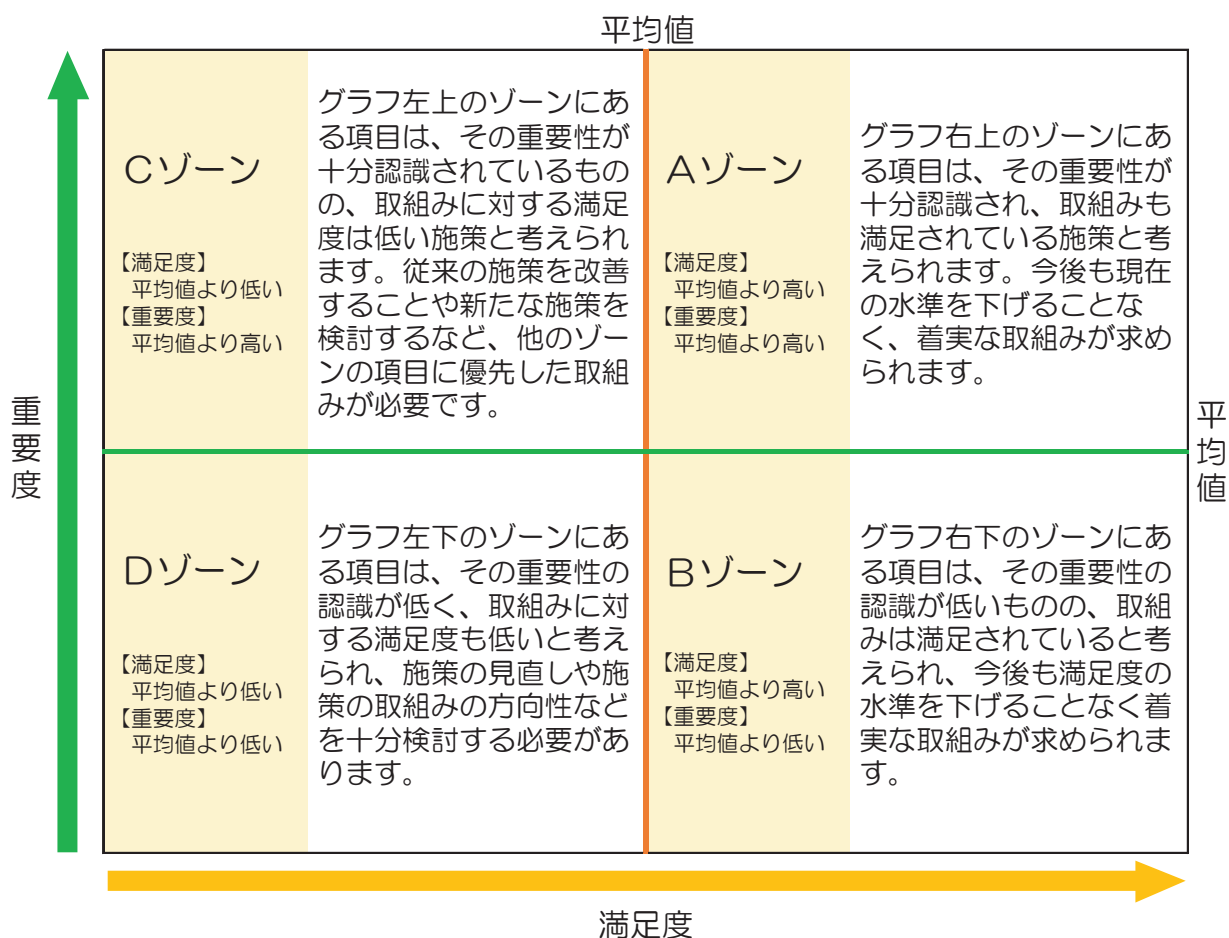 平均値
重要度
Cゾーン
【満足度】
平均値より低い
【重要度】
平均値より高い
グラフ左上のゾーンにあ
る項目は、その重要性が
十分認識されているもの
の、取組みに対する満足
度は低い施策と考えられ
ます。従来の施策を改善
することや新たな施策を
検討するなど、他のゾー
ンの項目に優先した取組
みが必要です。
Aゾーン
【満足度】
平均値より高い
【重要度】
平均値より高い
グラフ右上のゾーンにあ
る項目は、その重要性が
十分認識され、取組みも
満足されている施策と考
えられます。今後も現在
の水準を下げることな
く、着実な取組みが求め
られます。
平均値
Dゾーン
【満足度】
平均値より低い
【重要度】
平均値より低い
グラフ左下のゾーンにあ
る項目は、その重要性の
認識が低く、取組みに対
する満足度も低いと考え
られ、施策の見直しや施
策の取組みの方向性など
を十分検討する必要があ
ります。
Bゾーン
【満足度】
平均値より高い
【重要度】
平均値より低い
グラフ右下のゾーンにあ
る項目は、その重要性の
認識が低いものの、取組
みは満足されていると考
えられ、今後も満足度の
水準を下げることなく着
実な取組みが求められま
す。
満足度